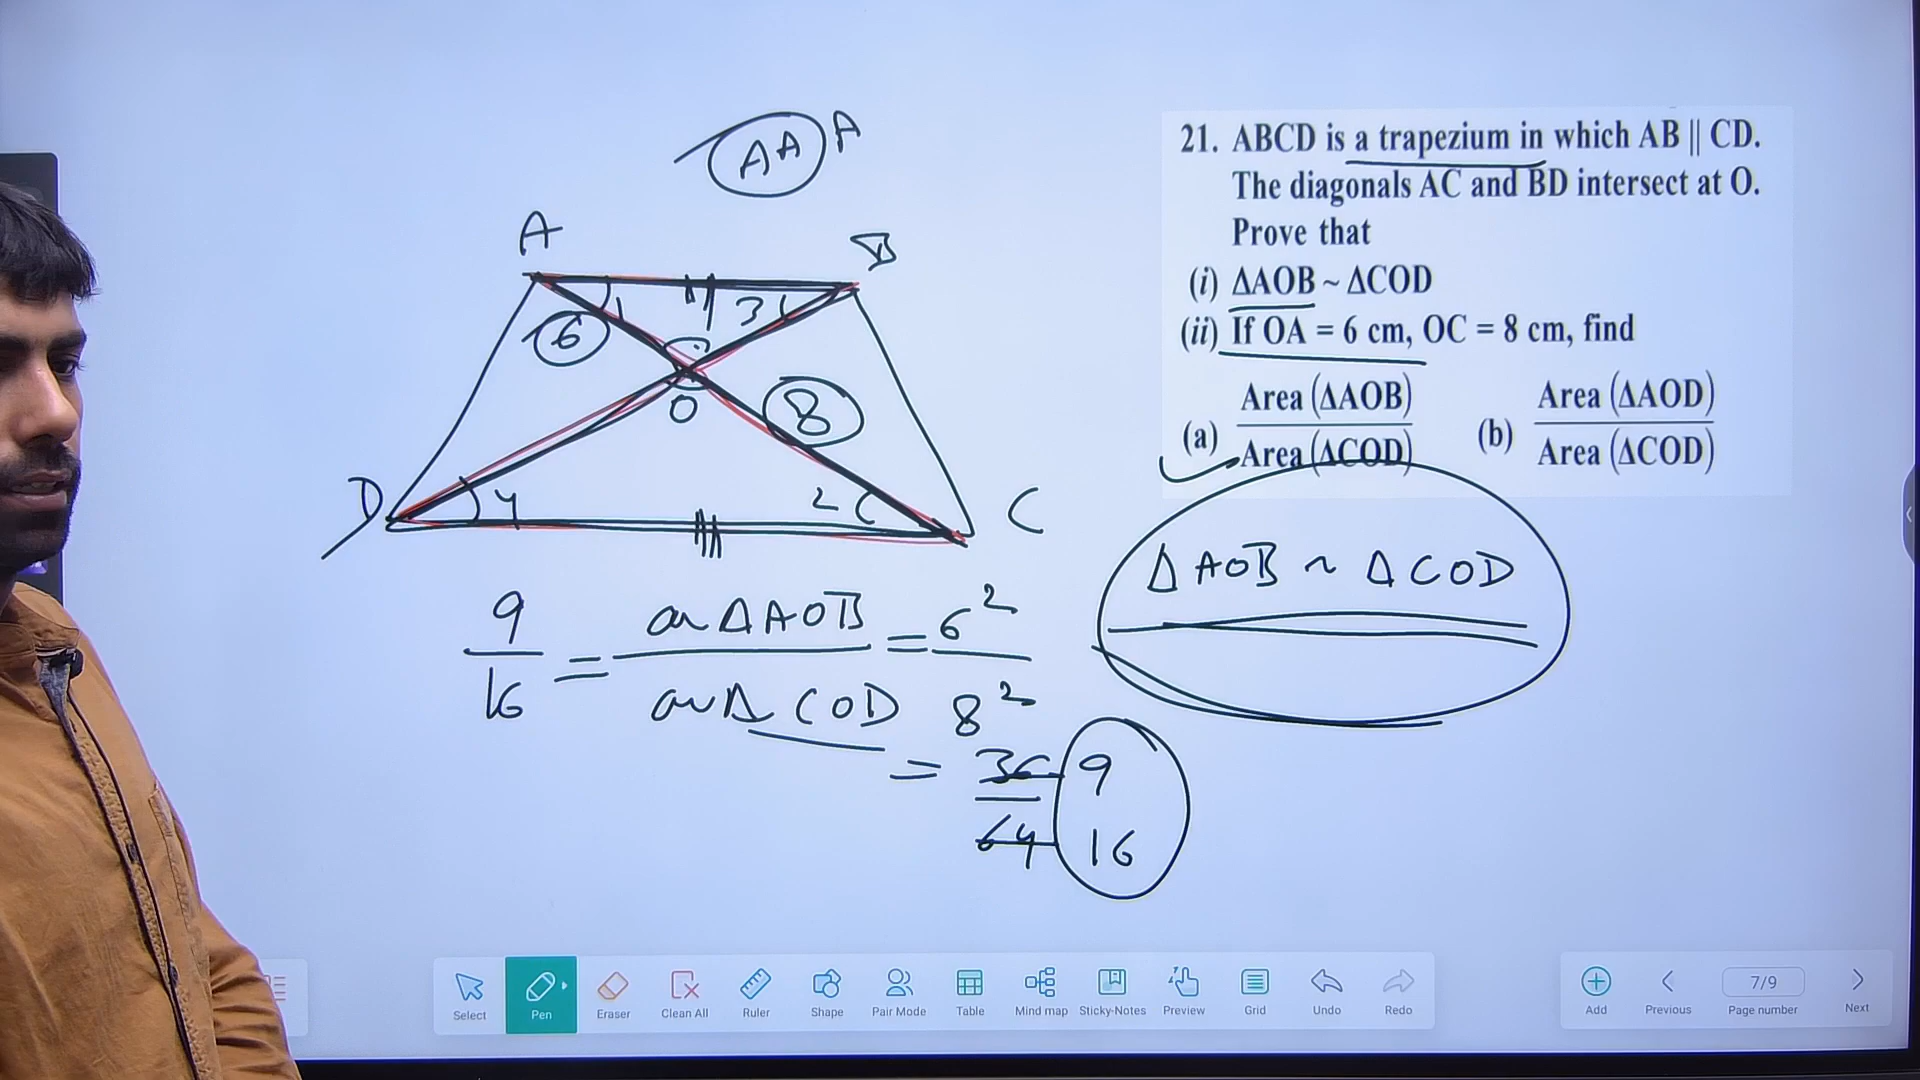 AA A
21. ABCD is a trapezium in which AB || CD.
The diagonals AC and BD intersect at O.
Prove that
(i) ΔAOB ~ ΔCOD
(ii) If OA = 6 cm, OC = 8 cm, find
(a) Area (ΔAOB) / Area (ΔCOD) (b) Area (ΔAOD) / Area (ΔCOD)
A B
1 3
6
O 8
D 4 2 C
Δ AOB ~ Δ COD
9/16 = ar Δ AOB / ar Δ COD = 6² / 8²
= 36/64 9/16
Select Pen Eraser Clean All Ruler Shape Pair Mode Table Mind map Sticky-Notes Preview Grid Undo Redo
Add Previous 7/9 Page number Next